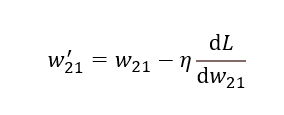 w′₂₁ = w₂₁ − η dL/dw₂₁